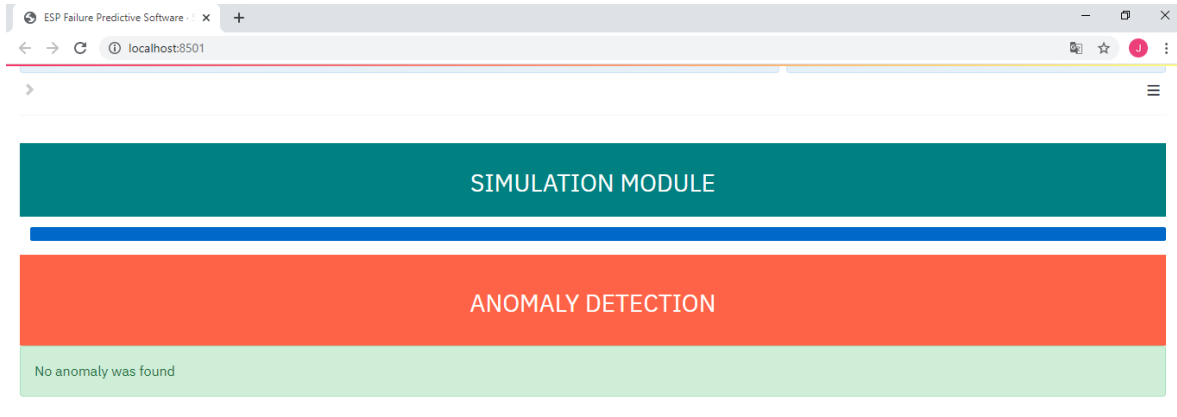 ESP Failure Predictive Software ·
localhost:8501
J
SIMULATION MODULE
ANOMALY DETECTION
No anomaly was found